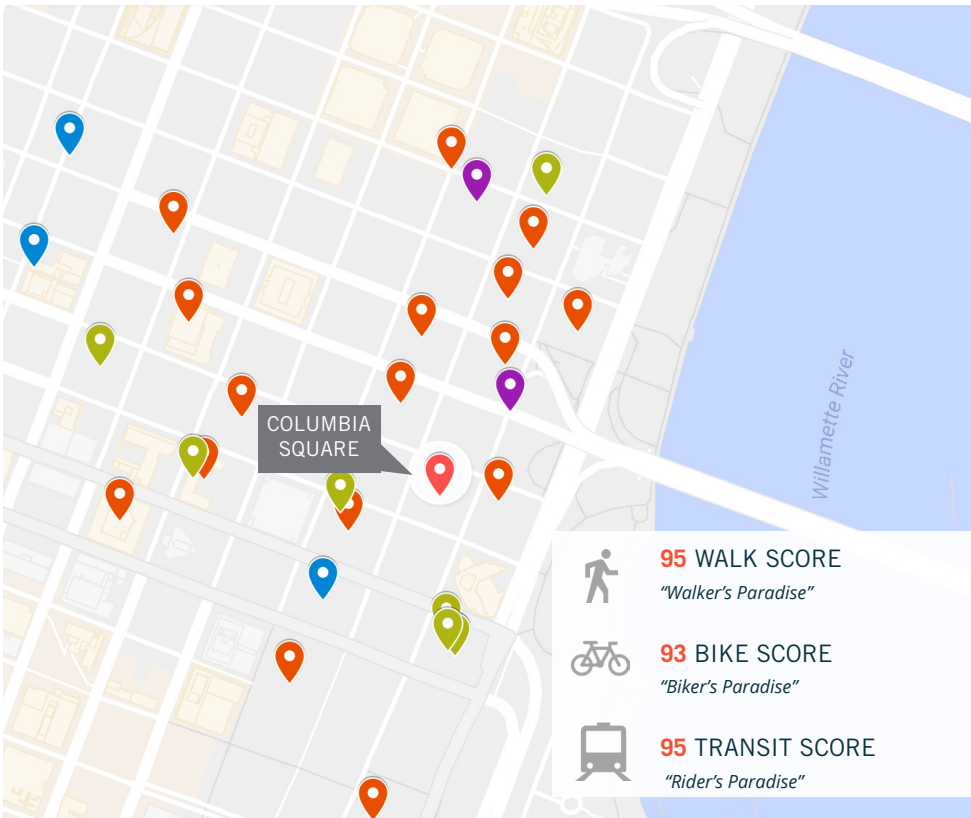 COLUMBIA
SQUARE
Willamette River
95 WALK SCORE
“Walker’s Paradise”
93 BIKE SCORE
“Biker’s Paradise”
95 TRANSIT SCORE
“Rider’s Paradise”